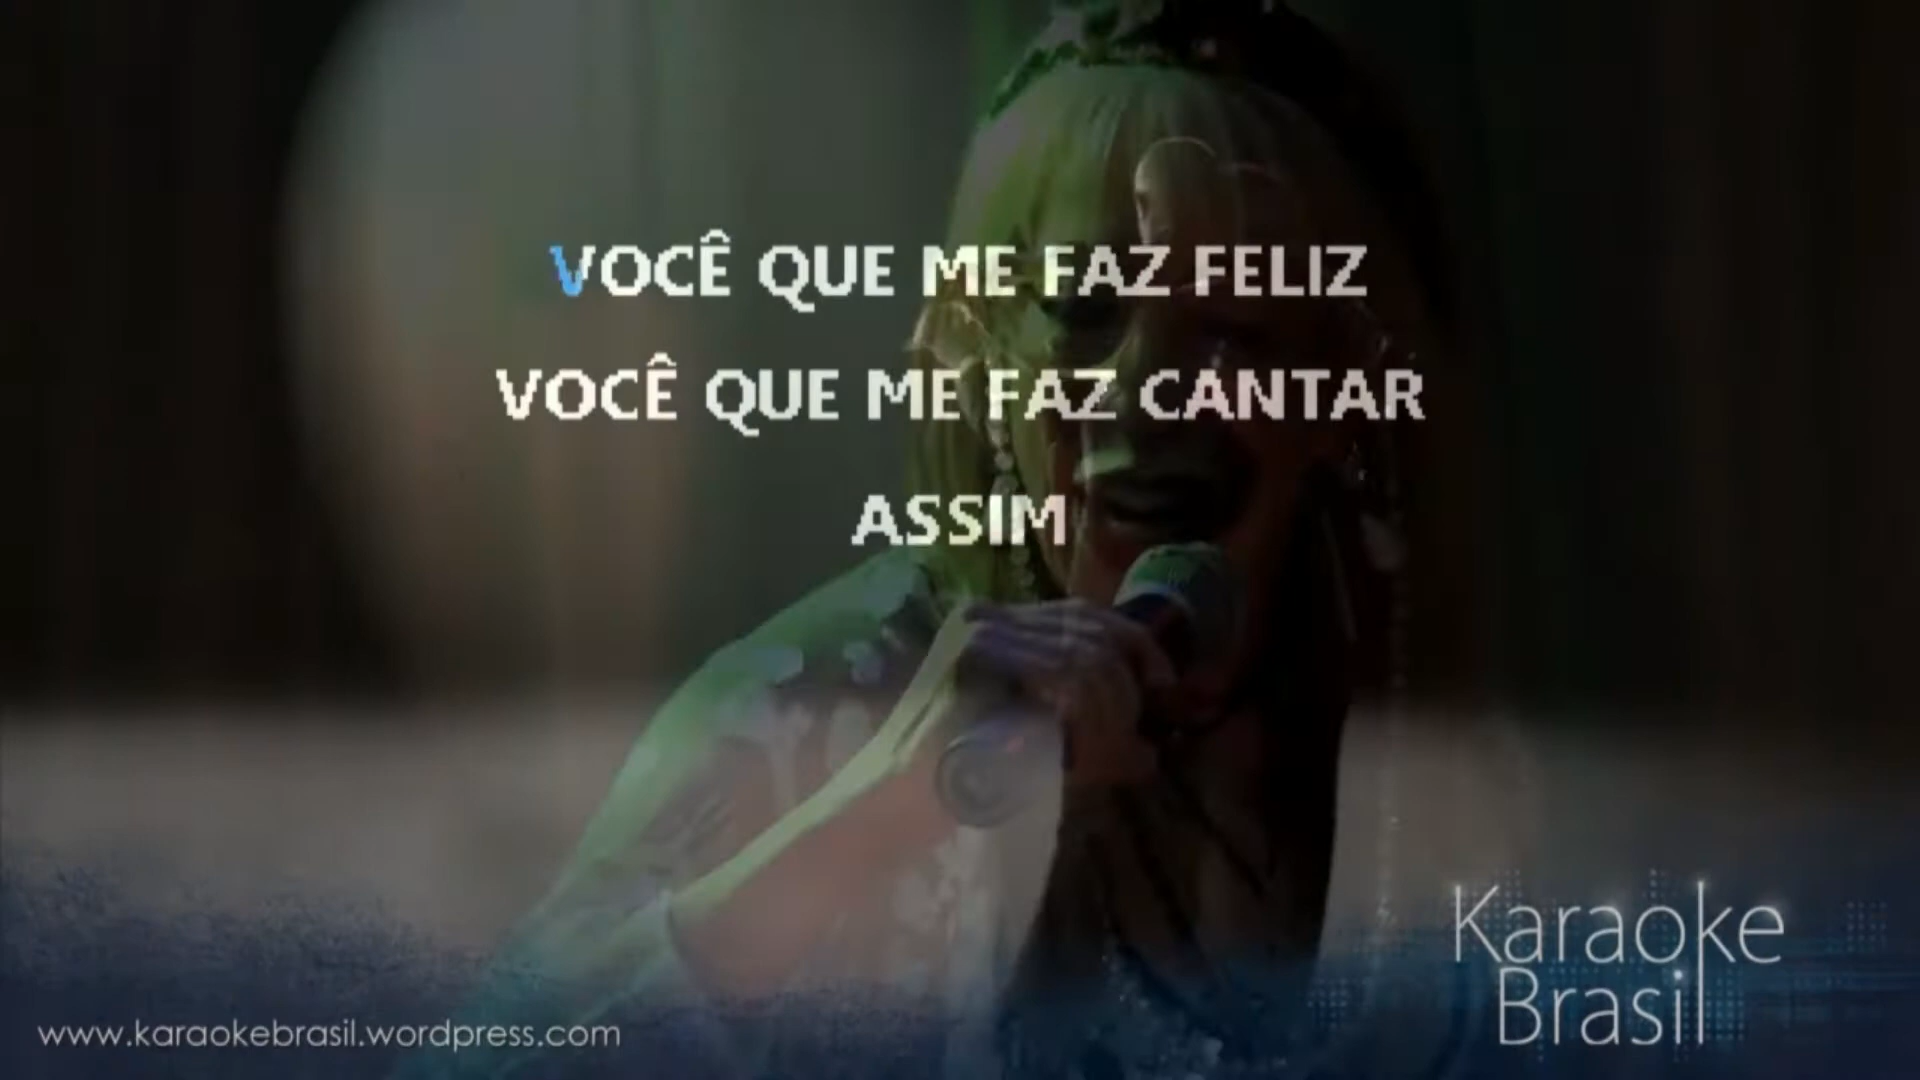 VOCÊ QUE ME FAZ FELIZ
VOCÊ QUE ME FAZ CANTAR
ASSIM
Karaoke
Brasil
www.karaokebrasil.wordpress.com